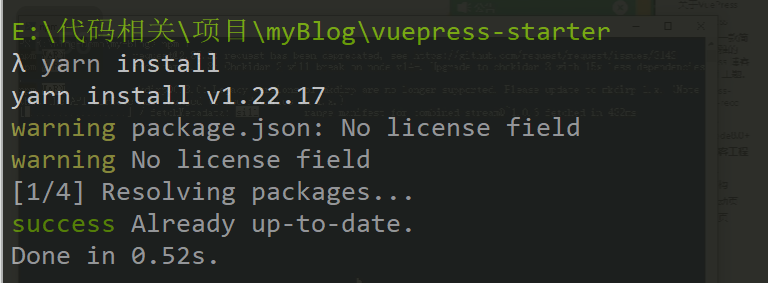 E:\代码相关\项目\myBlog\vuepress-starter
λ yarn install
yarn install v1.22.17
warning package.json: No license field
warning No license field
[1/4] Resolving packages...
success Already up-to-date.
Done in 0.52s.